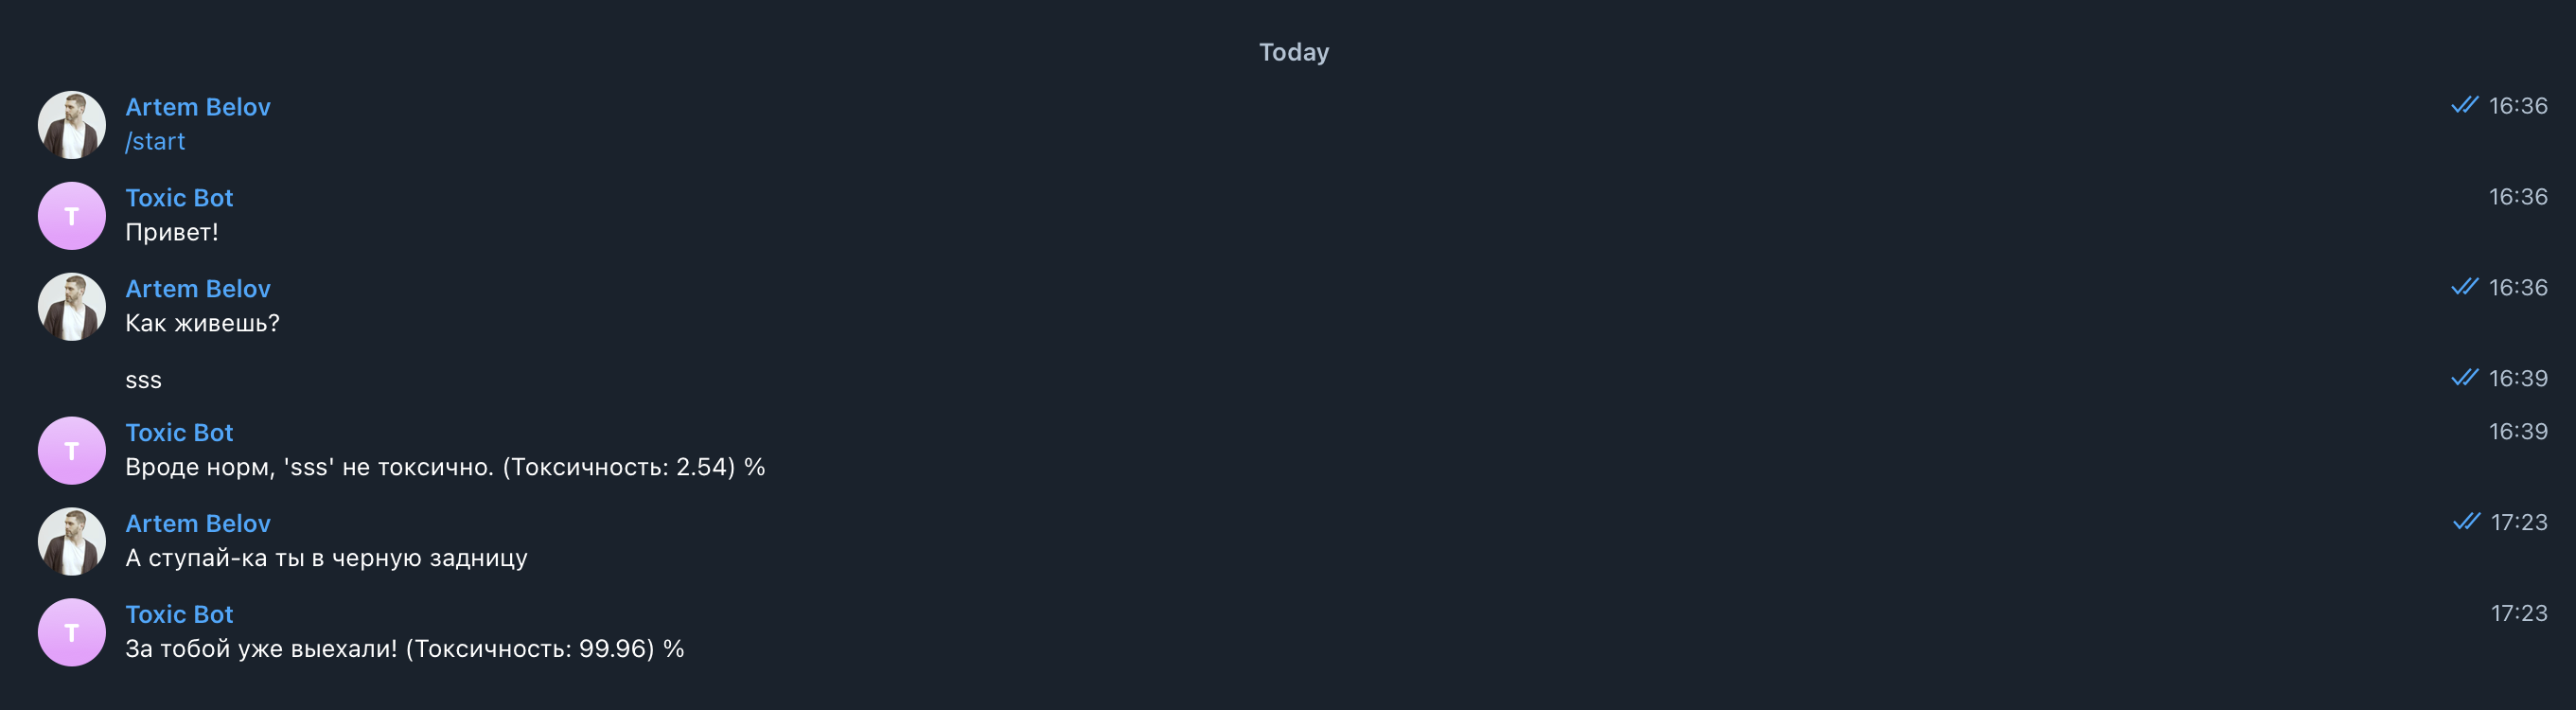 Today
Artem Belov 16:36
/start
Toxic Bot 16:36
T
Привет!
Artem Belov 16:36
Как живешь?
sss 16:39
Toxic Bot 16:39
T
Вроде норм, 'sss' не токсично. (Токсичность: 2.54) %
Artem Belov 17:23
А ступай-ка ты в черную задницу
Toxic Bot 17:23
T
За тобой уже выехали! (Токсичность: 99.96) %